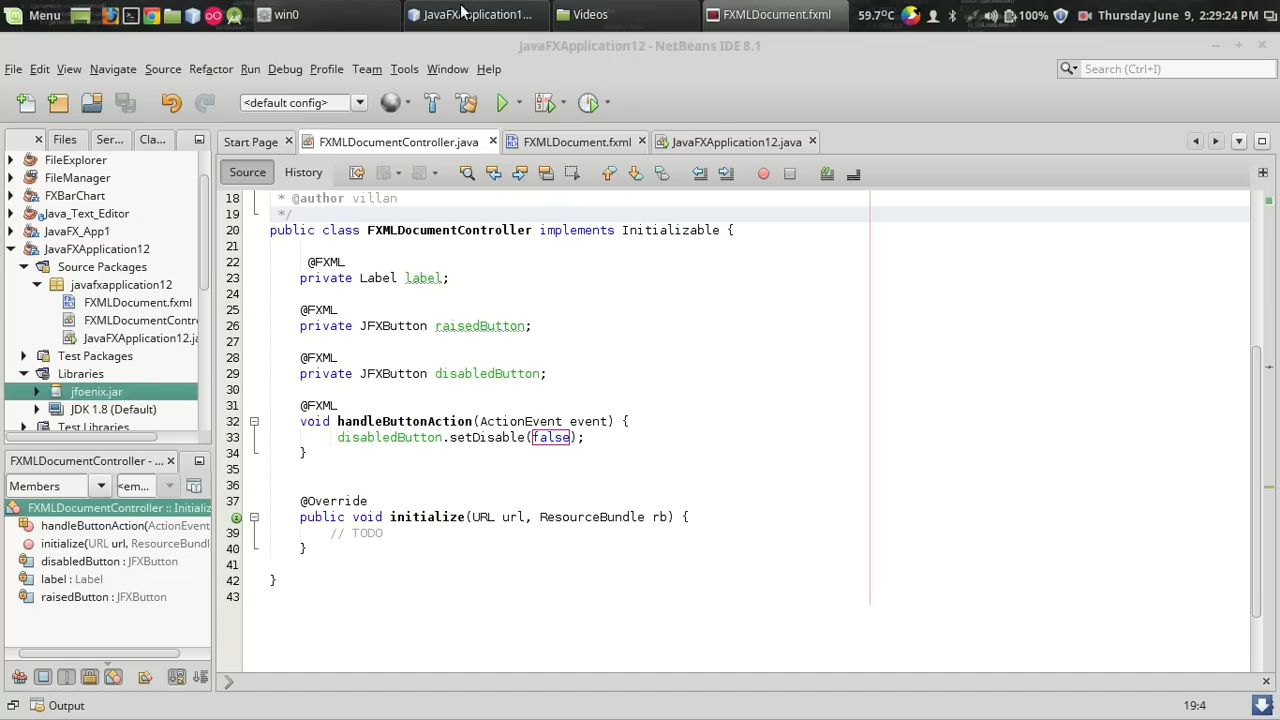 Menu
win0
JavaFXApplication1...
Videos
FXMLDocument.fxml
59.7°C
100%
Thursday June 9, 2:29:24 PM
JavaFXApplication12 - NetBeans IDE 8.1
File Edit View Navigate Source Refactor Run Debug Profile Team Tools Window Help
Search (Ctrl+I)
<default config>
Files
Ser...
Cla...
Start Page
FXMLDocumentController.java
FXMLDocument.fxml
JavaFXApplication12.java
Source
History
FileExplorer
FileManager
FXBarChart
Java_Text_Editor
JavaFX_App1
JavaFXApplication12
Source Packages
javafxapplication12
FXMLDocument.fxml
FXMLDocumentContro
JavaFXApplication12.ja
Test Packages
Libraries
jfoenix.jar
JDK 1.8 (Default)
Test Libraries
FXMLDocumentController - ...
Members
<em...
FXMLDocumentController :: Initializ
handleButtonAction(ActionEvent
initialize(URL url, ResourceBundle
disabledButton : JFXButton
label : Label
raisedButton : JFXButton
18 * @author villan
19 */
20 public class FXMLDocumentController implements Initializable {
21
22 @FXML
23 private Label label;
24
25 @FXML
26 private JFXButton raisedButton;
27
28 @FXML
29 private JFXButton disabledButton;
30
31 @FXML
32 void handleButtonAction(ActionEvent event) {
33 disabledButton.setDisable(false);
34 }
35
36
37 @Override
38 public void initialize(URL url, ResourceBundle rb) {
39 // TODO
40 }
41
42 }
43
Output
19:4